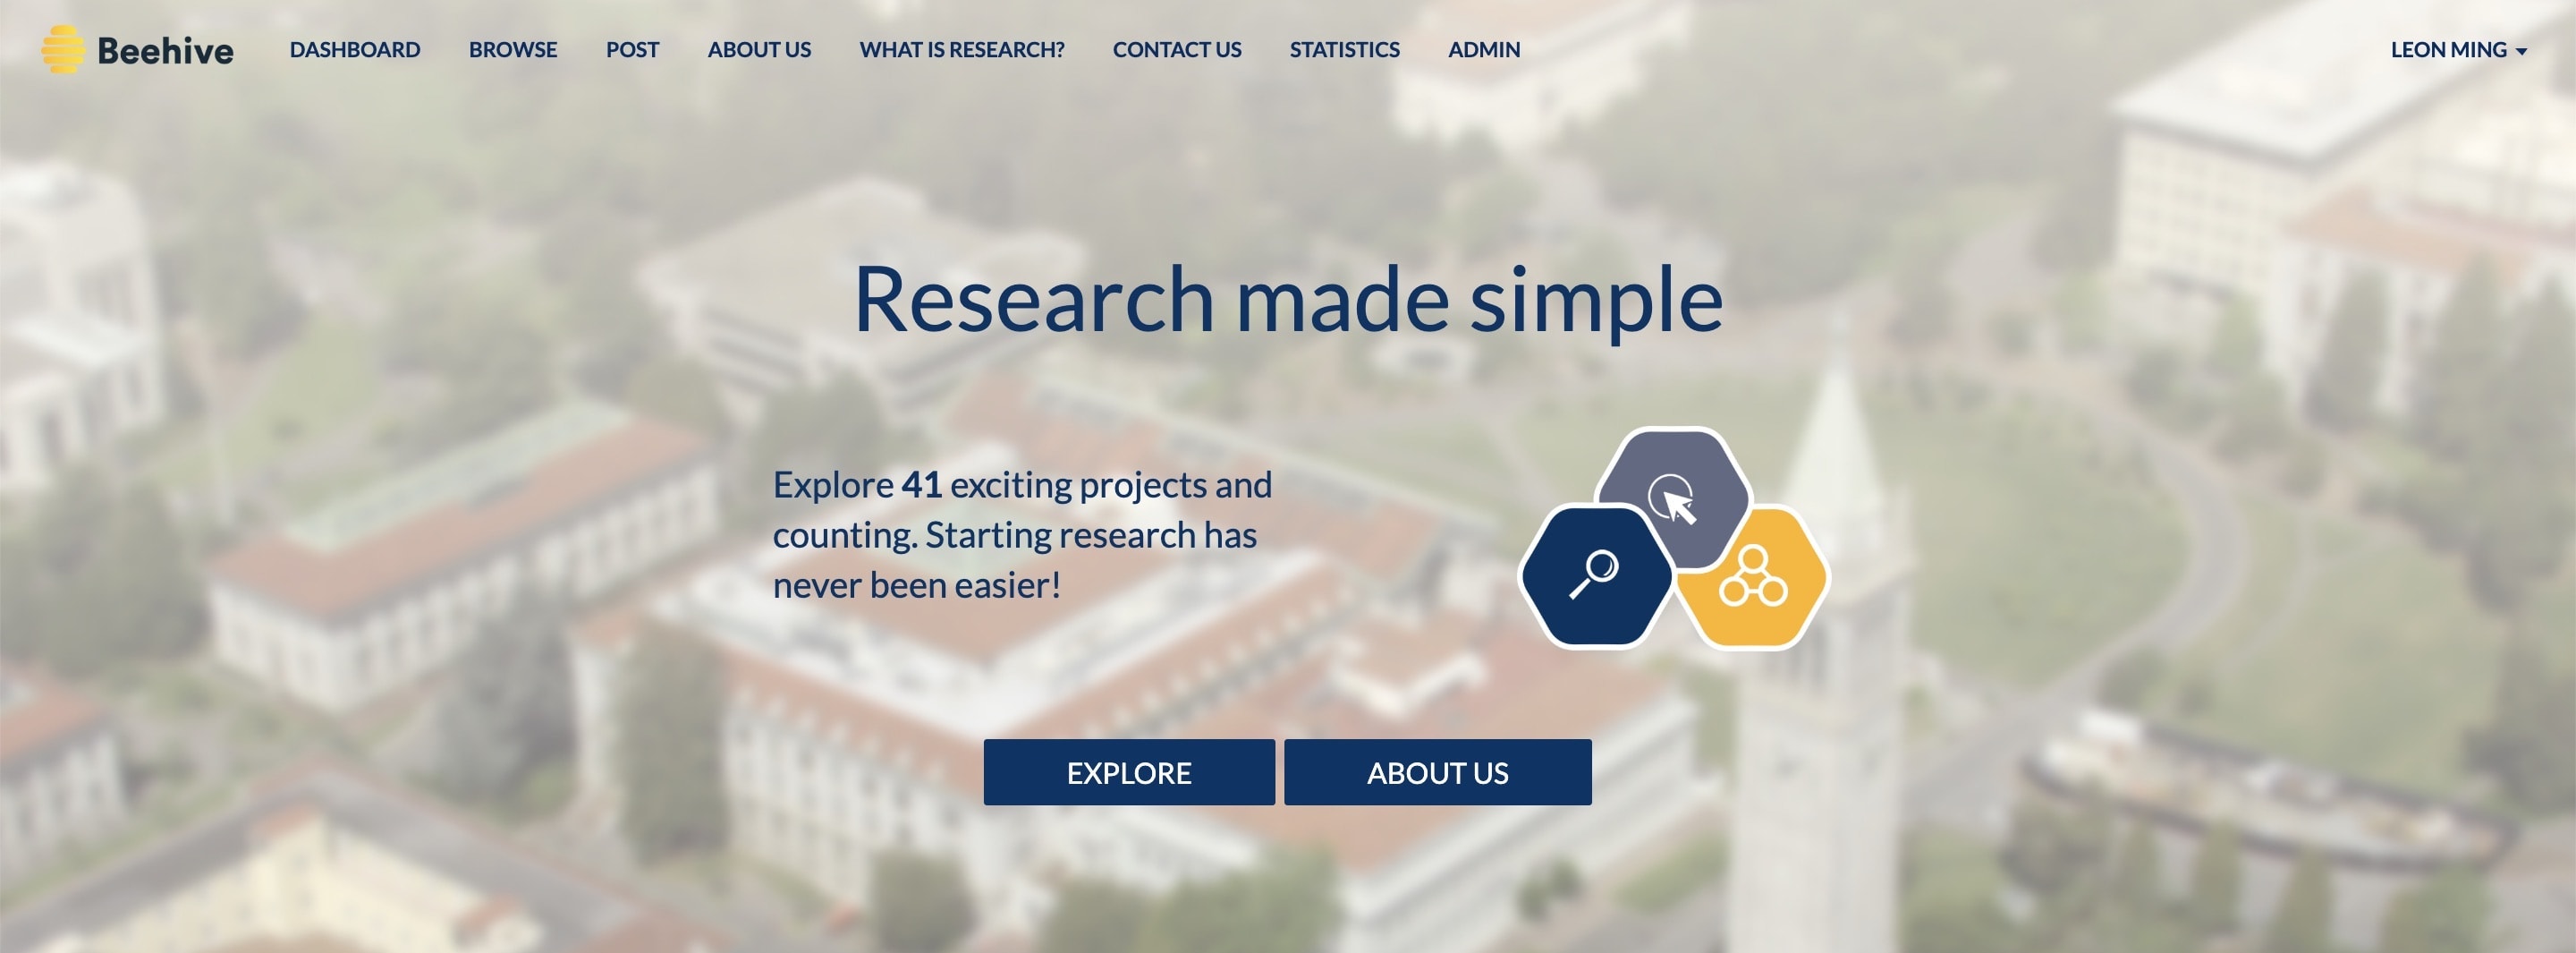 Beehive
DASHBOARD
BROWSE
POST
ABOUT US
WHAT IS RESEARCH?
CONTACT US
STATISTICS
ADMIN
LEON MING
Research made simple
Explore 41 exciting projects and
counting. Starting research has
never been easier!
EXPLORE
ABOUT US